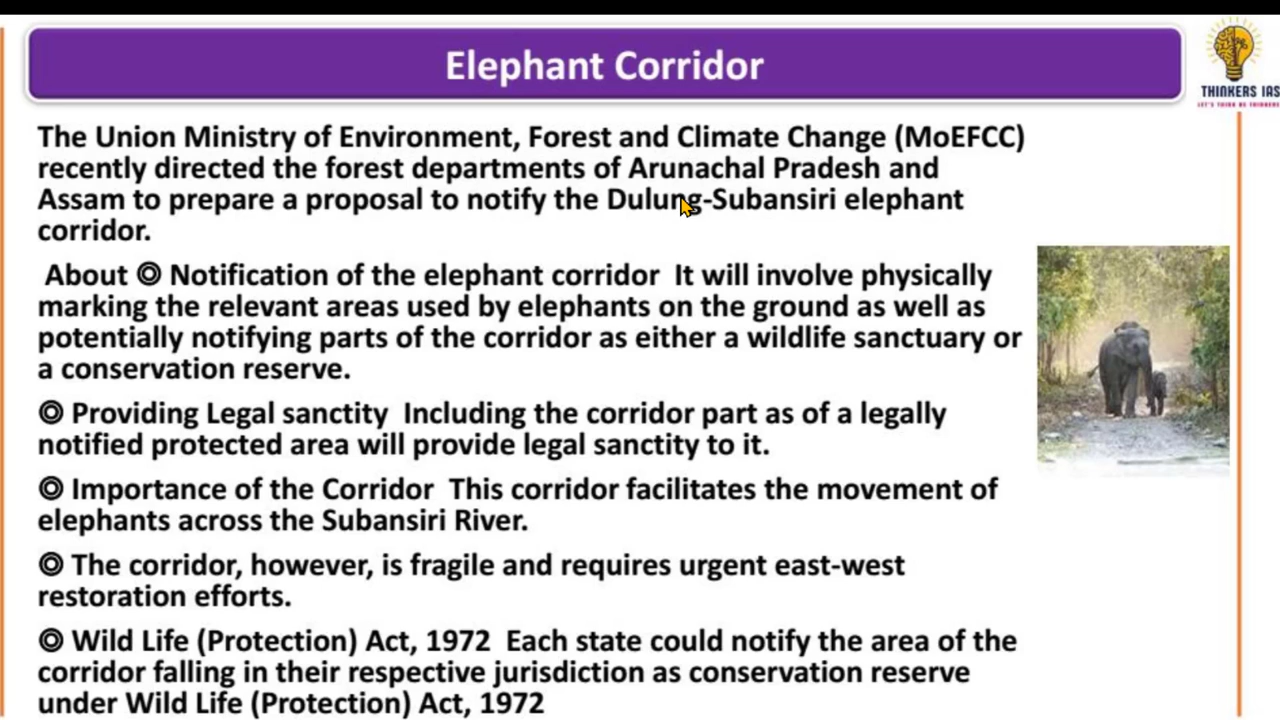 Elephant Corridor
THINKERS IAS
LET'S THINK BE THINKERS
The Union Ministry of Environment, Forest and Climate Change (MoEFCC)
recently directed the forest departments of Arunachal Pradesh and
Assam to prepare a proposal to notify the Dulung-Subansiri elephant
corridor.
About ◎ Notification of the elephant corridor It will involve physically
marking the relevant areas used by elephants on the ground as well as
potentially notifying parts of the corridor as either a wildlife sanctuary or
a conservation reserve.
◎ Providing Legal sanctity Including the corridor part as of a legally
notified protected area will provide legal sanctity to it.
◎ Importance of the Corridor This corridor facilitates the movement of
elephants across the Subansiri River.
◎ The corridor, however, is fragile and requires urgent east-west
restoration efforts.
◎ Wild Life (Protection) Act, 1972 Each state could notify the area of the
corridor falling in their respective jurisdiction as conservation reserve
under Wild Life (Protection) Act, 1972